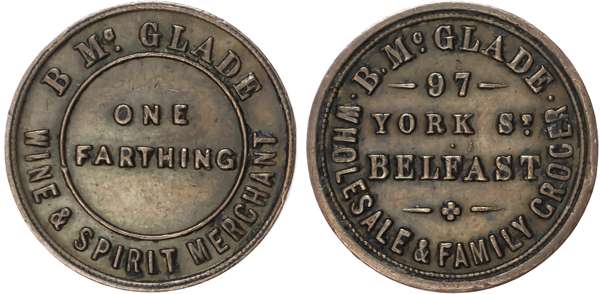 B Mc. GLADE
ONE
FARTHING
WINE & SPIRIT MERCHANT
B. Mc GLADE.
97
YORK St.
BELFAST
WHOLESALE & FAMILY GROCER